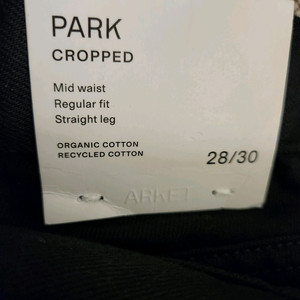 PARK
CROPPED
Mid waist
Regular fit
Straight leg
ORGANIC COTTON
RECYCLED COTTON
28/30
ARKET